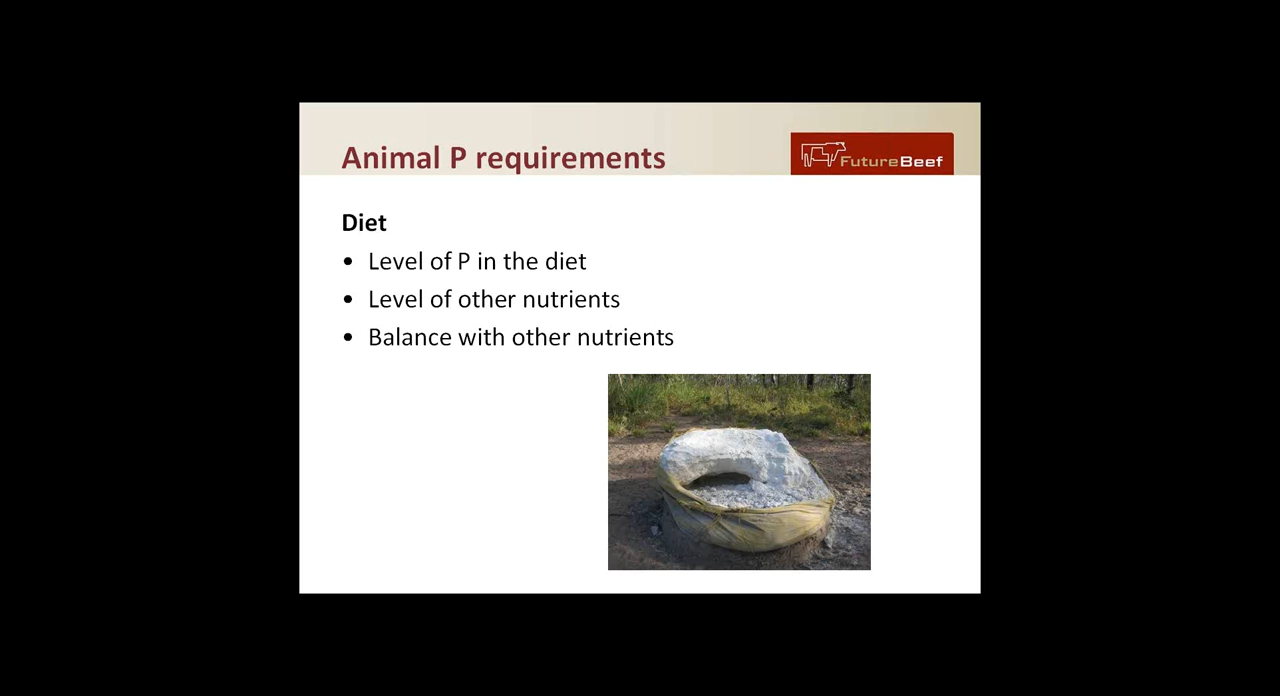 Animal P requirements
FutureBeef
Diet
• Level of P in the diet
• Level of other nutrients
• Balance with other nutrients